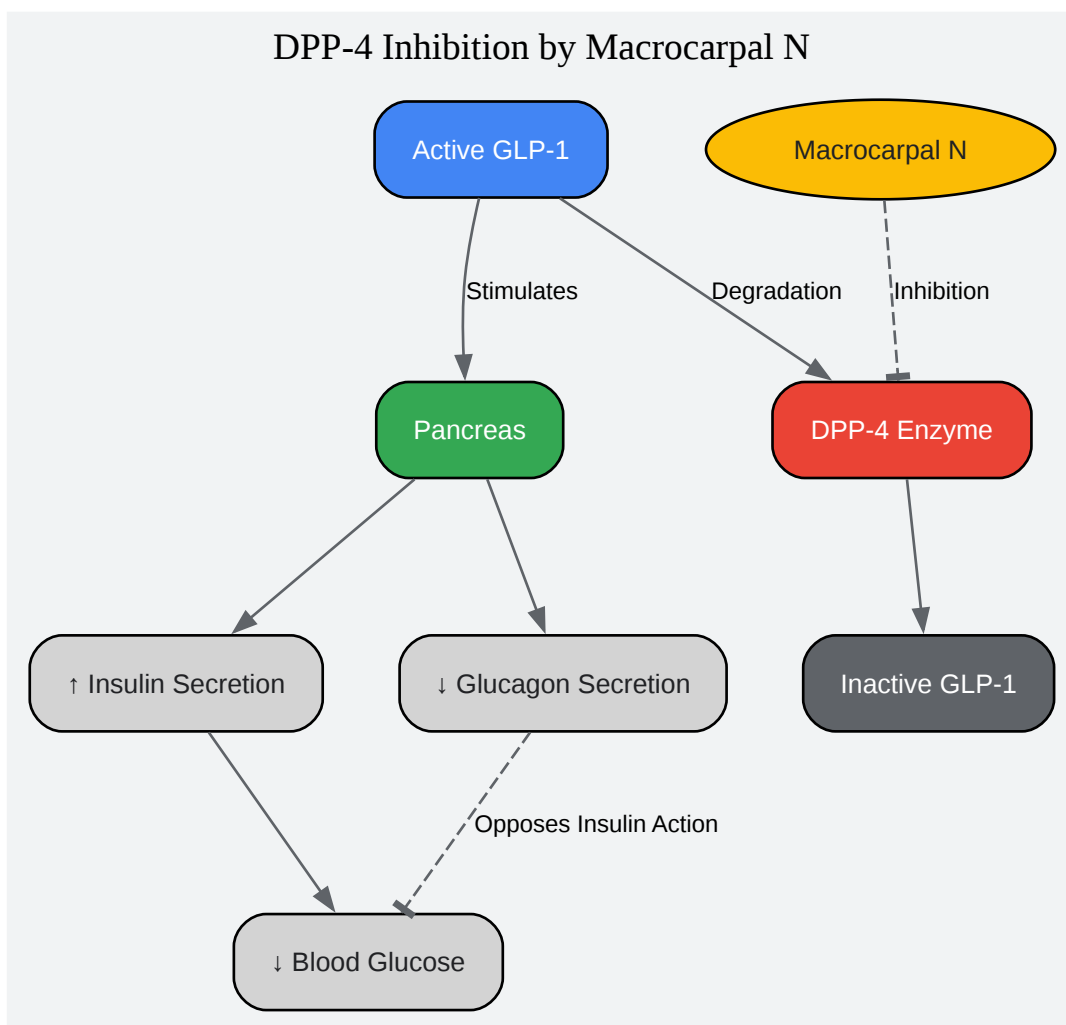 DPP-4 Inhibition by Macrocarpal N
Active GLP-1
Macrocarpal N
Stimulates
Degradation
Inhibition
Pancreas
DPP-4 Enzyme
↑ Insulin Secretion
↓ Glucagon Secretion
Inactive GLP-1
Opposes Insulin Action
↓ Blood Glucose